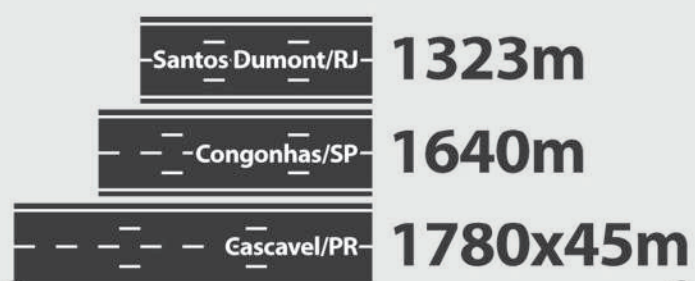 Santos Dumont/RJ 1323m
Congonhas/SP 1640m
Cascavel/PR 1780x45m